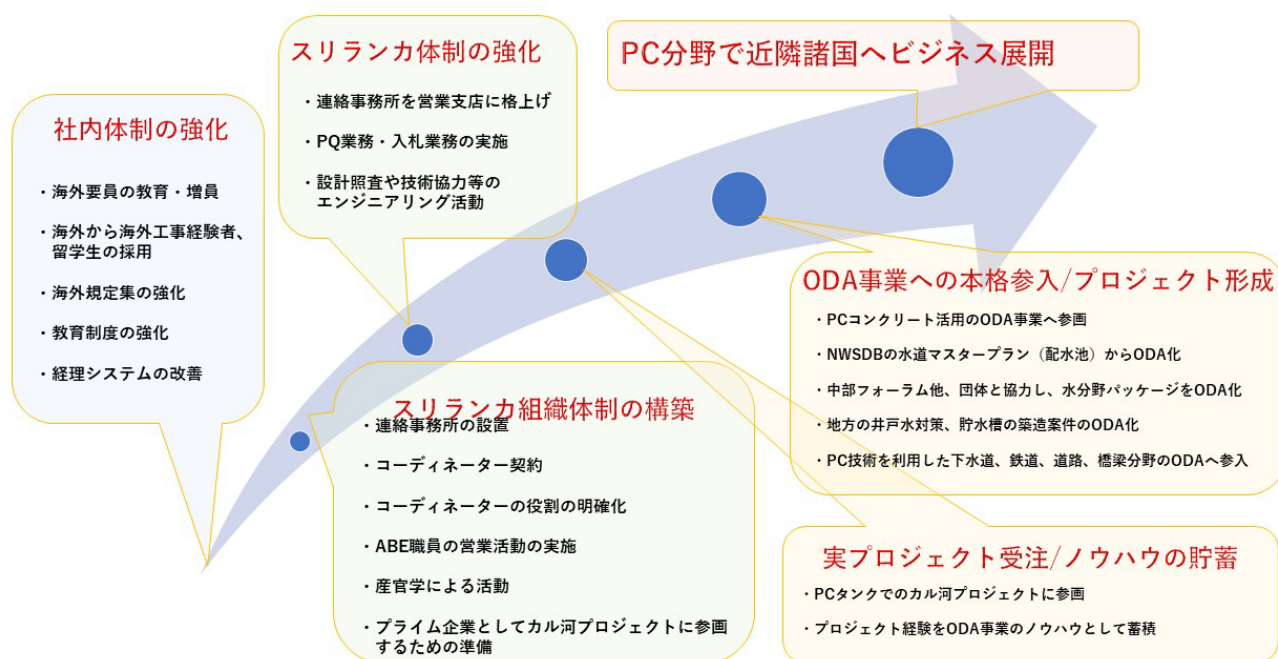 社内体制の強化
・海外要員の教育・増員
・海外から海外工事経験者、
留学生の採用
・海外規定集の強化
・教育制度の強化
・経理システムの改善
スリランカ組織体制の構築
・連絡事務所の設置
・コーディネーター契約
・コーディネーターの役割の明確化
・ABE職員の営業活動の実施
・産官学による活動
・プライム企業としてカル河プロジェクトに参画
するための準備
スリランカ体制の強化
・連絡事務所を営業支店に格上げ
・PQ業務・入札業務の実施
・設計照査や技術協力等の
エンジニアリング活動
実プロジェクト受注/ノウハウの貯蓄
・PCタンクでのカル河プロジェクトに参画
・プロジェクト経験をODA事業のノウハウとして蓄積
ODA事業への本格参入/プロジェクト形成
・PCコンクリート活用のODA事業へ参画
・NWSDBの水道マスタープラン（配水池）からODA化
・中部フォーラム他、団体と協力し、水分野パッケージをODA化
・地方の井戸水対策、貯水槽の築造案件のODA化
・PC技術を利用した下水道、鉄道、道路、橋梁分野のODAへ参入
PC分野で近隣諸国へビジネス展開